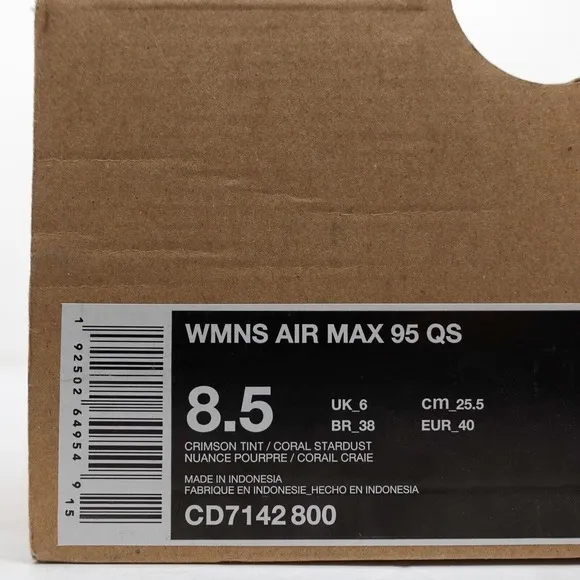 WMNS AIR MAX 95 QS
8.5 UK_6 cm_25.5
BR_38 EUR_40
CRIMSON TINT / CORAL STARDUST
NUANCE POURPRE / CORAIL CRAIE
MADE IN INDONESIA
FABRIQUE EN INDONESIE_HECHO EN INDONESIA
CD7142 800
1 92502 64954 9 15